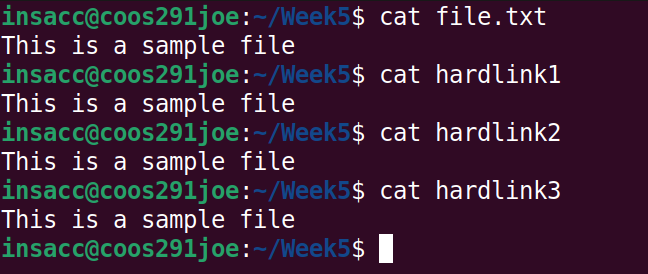 insacc@coos291joe:~/Week5$ cat file.txt
This is a sample file
insacc@coos291joe:~/Week5$ cat hardlink1
This is a sample file
insacc@coos291joe:~/Week5$ cat hardlink2
This is a sample file
insacc@coos291joe:~/Week5$ cat hardlink3
This is a sample file
insacc@coos291joe:~/Week5$